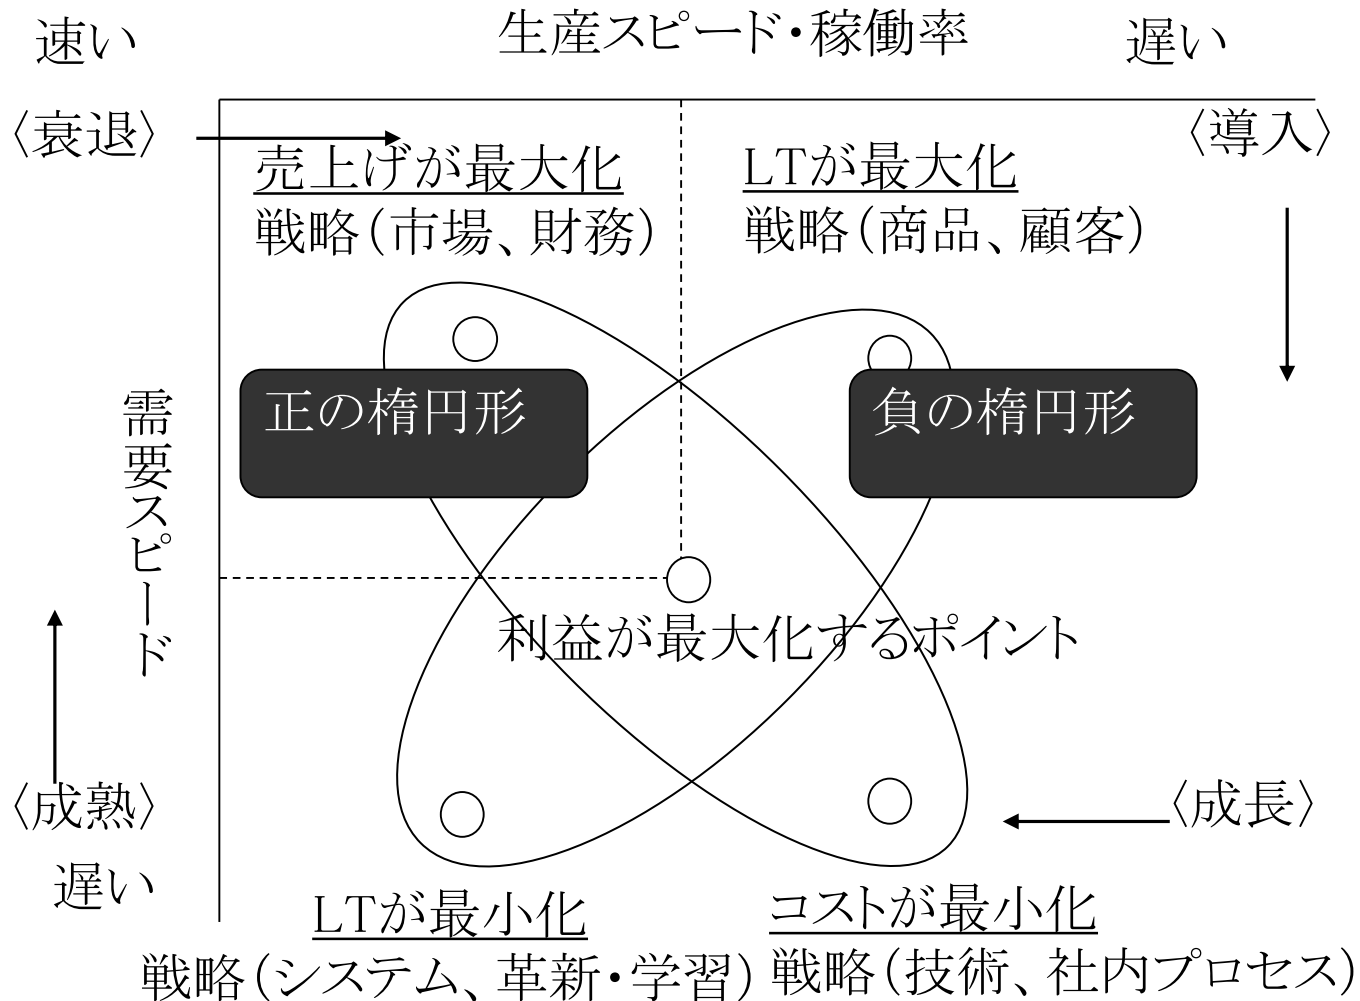 速い
生産スピード・稼働率
遅い
〈衰退〉
〈導入〉
売上げが最大化
戦略(市場、財務)
LTが最大化
戦略(商品、顧客)
正の楕円形
負の楕円形
需要スピード
利益が最大化するポイント
〈成熟〉
〈成長〉
遅い
LTが最小化
戦略(システム、革新・学習)
コストが最小化
戦略(技術、社内プロセス)